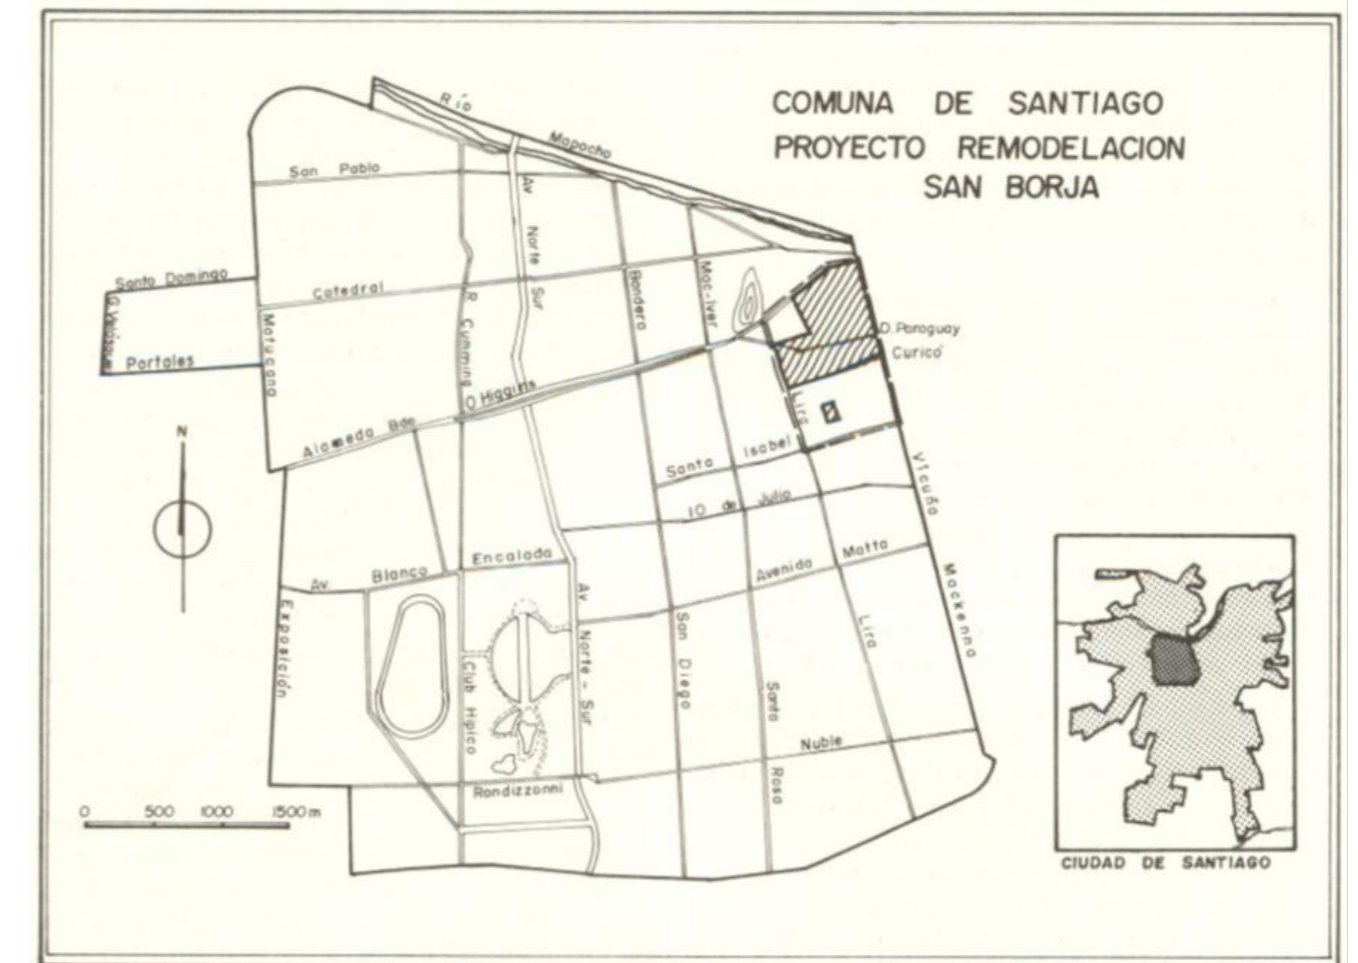 COMUNA DE SANTIAGO
PROYECTO REMODELACION
SAN BORJA
Río Mapocho
San Pablo
Av. Norte - Sur
Santo Domingo
Catedral
R. Cumming
Bandera
Mac-Iver
D. Paraguay
Curicó
Portales
Matucana
Alameda Bdo O Higgins
Lira
Santa Isabel
10 de Julio
Vicuña Mackenna
N
Av. Blanco Encalada
Avenida Matta
Exposición
Club Hípico
Av. Norte - Sur
San Diego
Santa Rosa
Lira
Ñuble
Rondizzonni
0 500 1000 1500 m
CIUDAD DE SANTIAGO